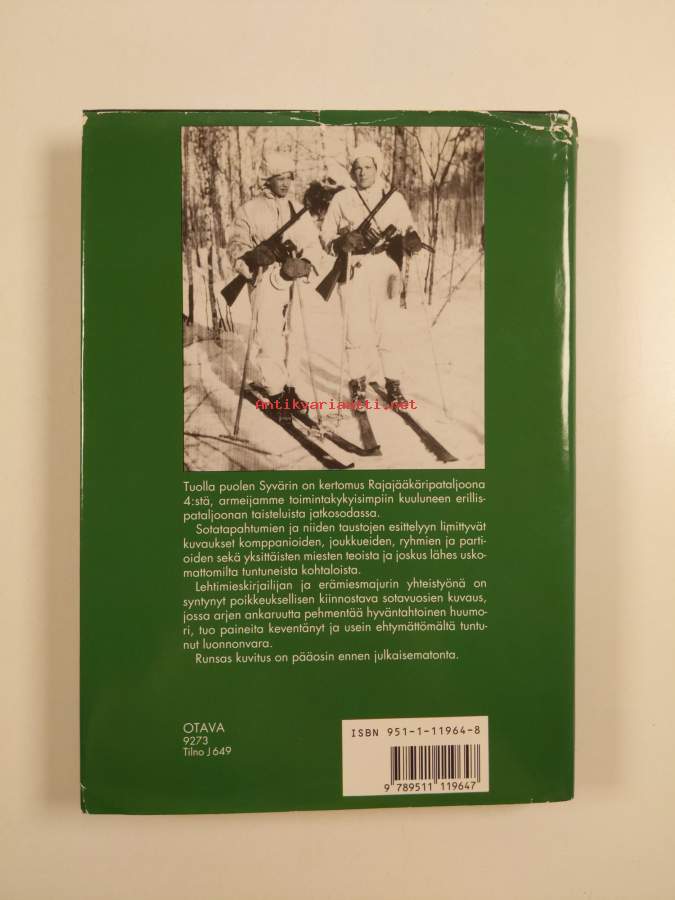 Antikvariaatti.net
Tuolla puolen Syvärin on kertomus Rajajääkäripataljoona
4:stä, armeijamme toimintakykyisimpiin kuuluneen erillis-
pataljoonan taisteluista jatkosodassa.
Sotatapahtumien ja niiden taustojen esittelyyn limittyvät
kuvaukset komppanioiden, joukkueiden, ryhmien ja parti-
oiden sekä yksittäisten miesten teoista ja joskus lähes usko-
mattomilta tuntuneista kohtaloista.
Lehtimieskirjailijan ja erämiesmajurin yhteistyönä on
syntynyt poikkeuksellisen kiinnostava sotavuosien kuvaus,
jossa arjen ankaruutta pehmentää hyväntahtoinen huumo-
ri, tuo paineita keventänyt ja usein ehtymättömältä tuntu-
nut luonnonvara.
Runsas kuvitus on pääosin ennen julkaisematonta.
OTAVA
9273
Tilno J 649
ISBN 951-1-11964-8
9 789511 119647